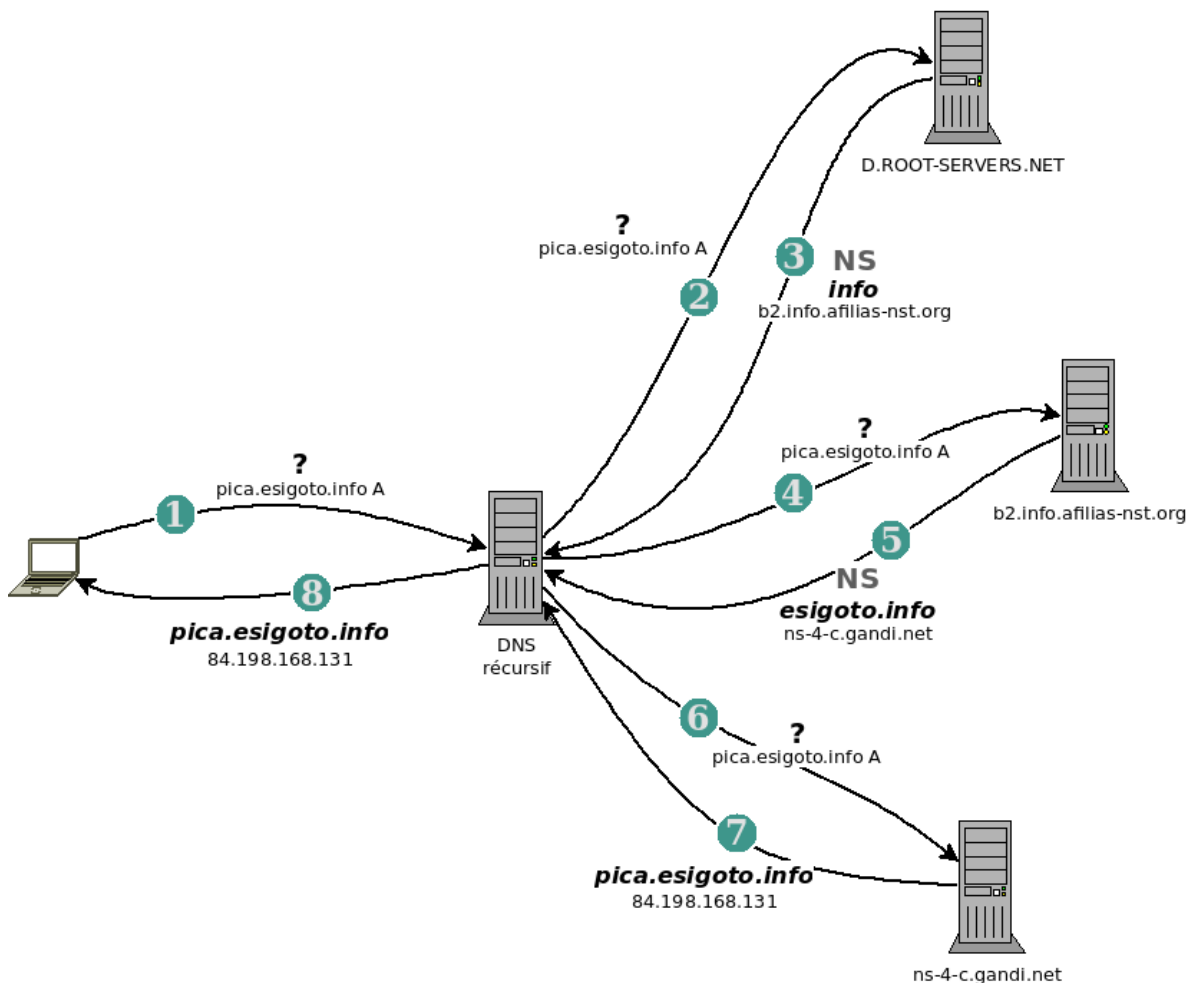 D.ROOT-SERVERS.NET
?
pica.esigoto.info A
2
3
NS
info
b2.info.afilias-nst.org
?
pica.esigoto.info A
4
b2.info.afilias-nst.org
5
NS
esigoto.info
ns-4-c.gandi.net
?
pica.esigoto.info A
1
8
pica.esigoto.info
84.198.168.131
DNS
récursif
6
?
pica.esigoto.info A
7
pica.esigoto.info
84.198.168.131
ns-4-c.gandi.net